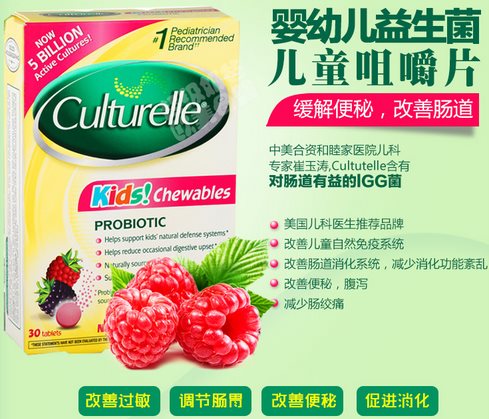 NOW
5 BILLION
Active Cultures!
#1 Pediatrician
Recommended
Brand**
Culturelle®
Kids! Chewables
PROBIOTIC
Helps support kids' natural defense systems*
Helps reduce occasional digestive upset*
Naturally
30 tablets
婴幼儿益生菌
儿童咀嚼片
缓解便秘，改善肠道
中美合资和睦家医院儿科
专家崔玉涛,Cultutelle含有
对肠道有益的lGG菌
美国儿科医生推荐品牌
改善儿童自然免疫系统
改善肠道消化系统，减少消化功能紊乱
改善便秘，腹泻
减少肠绞痛
改善过敏
调节肠胃
改善便秘
促进消化